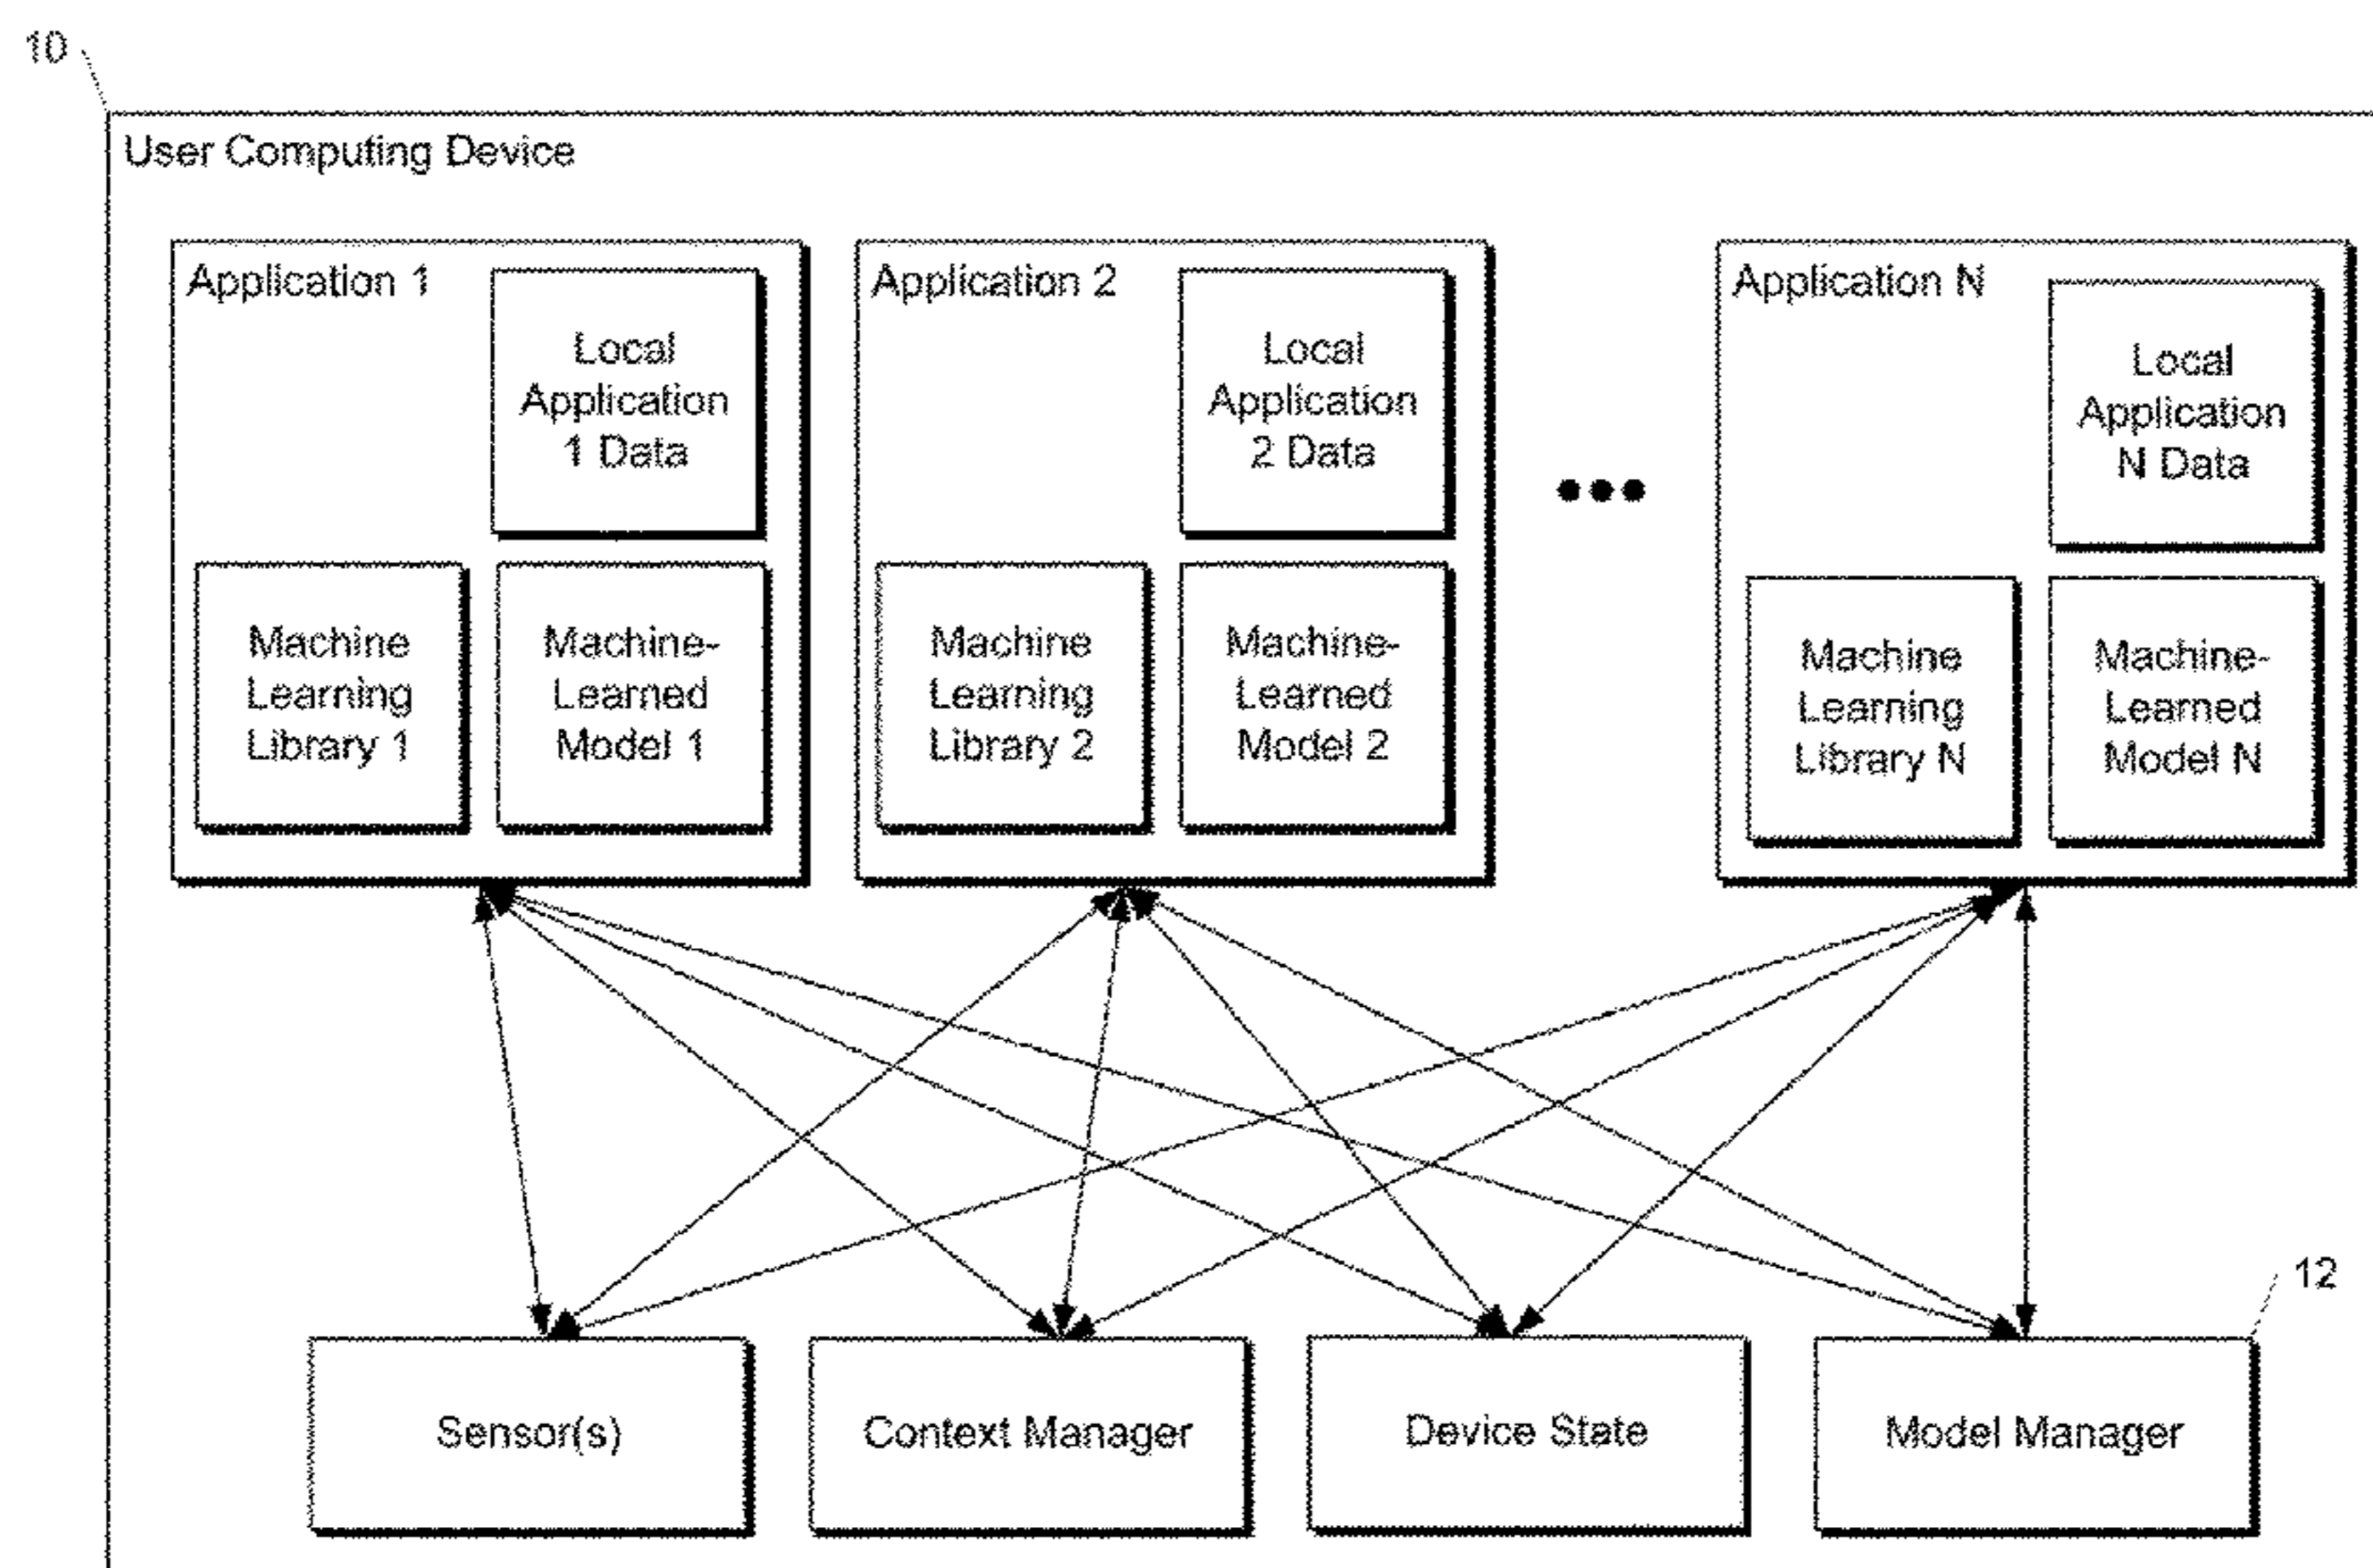 10
User Computing Device
Application 1
Local
Application
1 Data
Machine
Learning
Library 1
Machine-
Learned
Model 1
Application 2
Local
Application
2 Data
Machine
Learning
Library 2
Machine-
Learned
Model 2
Application N
Local
Application
N Data
Machine
Learning
Library N
Machine-
Learned
Model N
12
Sensor(s)
Context Manager
Device State
Model Manager